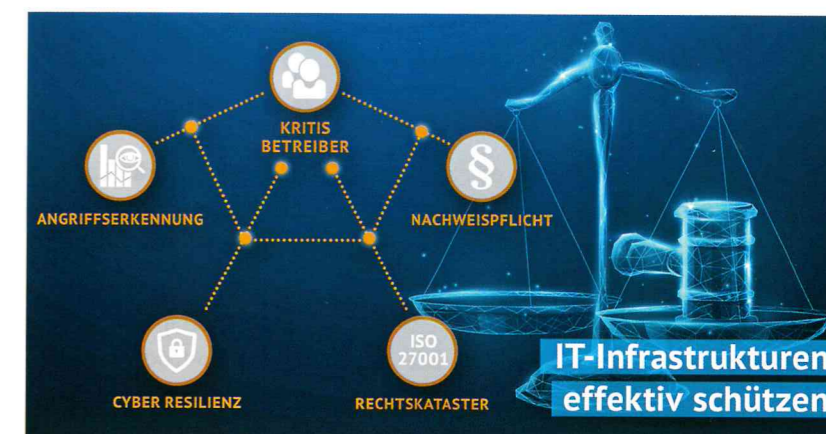 KRITIS
BETREIBER
ANGRIFFSERKENNUNG
§
NACHWEISPFLICHT
CYBER RESILIENZ
ISO
27001
RECHTSKATASTER
IT-Infrastrukturen
effektiv schützen